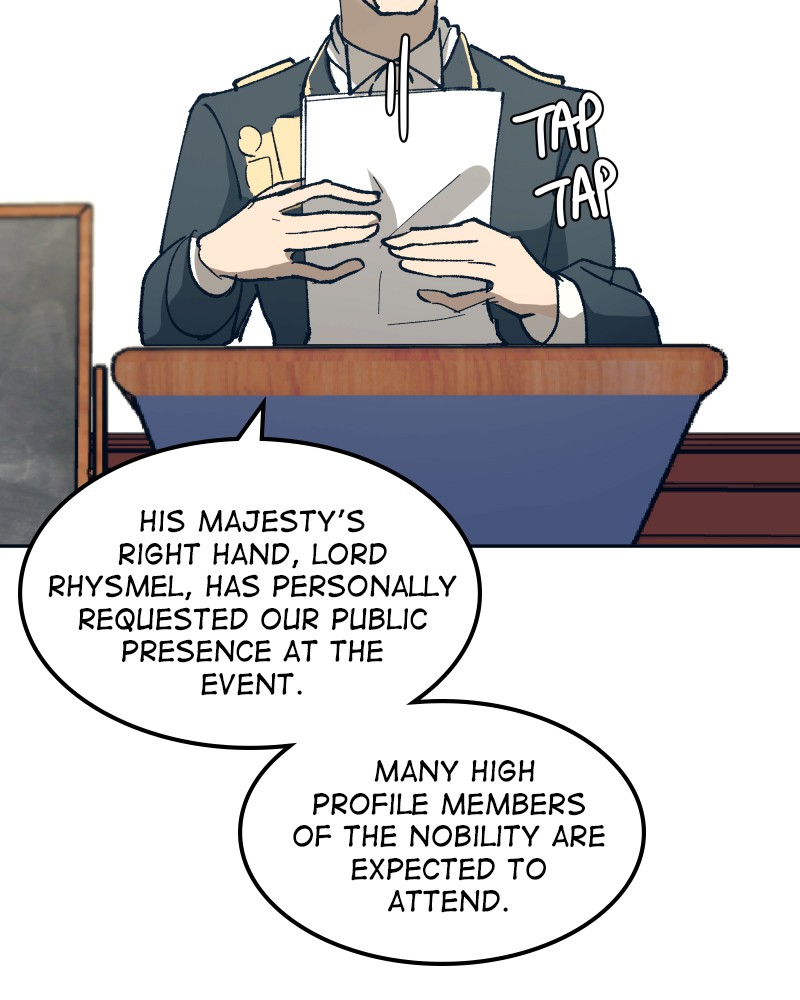 TAP
TAP
HIS MAJESTY'S
RIGHT HAND, LORD
RHYSMEL, HAS PERSONALLY
REQUESTED OUR PUBLIC
PRESENCE AT THE
EVENT.
MANY HIGH
PROFILE MEMBERS
OF THE NOBILITY ARE
EXPECTED TO
ATTEND.